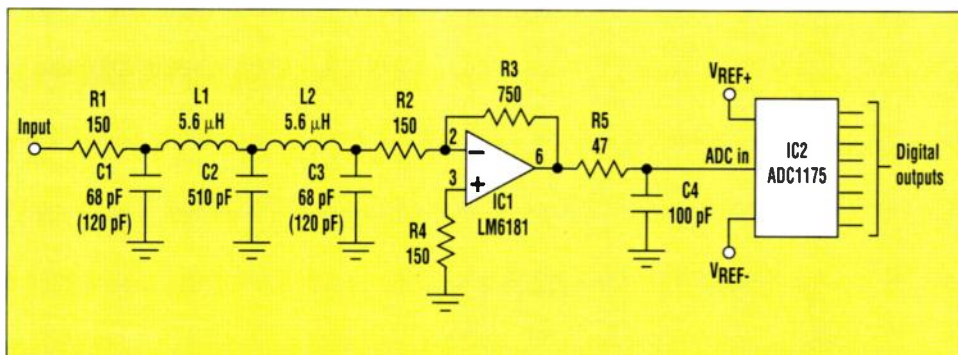 Input
R1
150
L1
5.6 μH
L2
5.6 μH
R2
150
R3
750
C1
68 pF
(120 pF)
C2
510 pF
C3
68 pF
(120 pF)
2
−
3
+
6
IC1
LM6181
R4
150
R5
47
C4
100 pF
ADC in
VREF+
VREF-
IC2
ADC1175
Digital
outputs